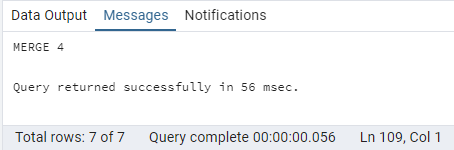 Data Output Messages Notifications
MERGE 4
Query returned successfully in 56 msec.
Total rows: 7 of 7 Query complete 00:00:00.056 Ln 109, Col 1